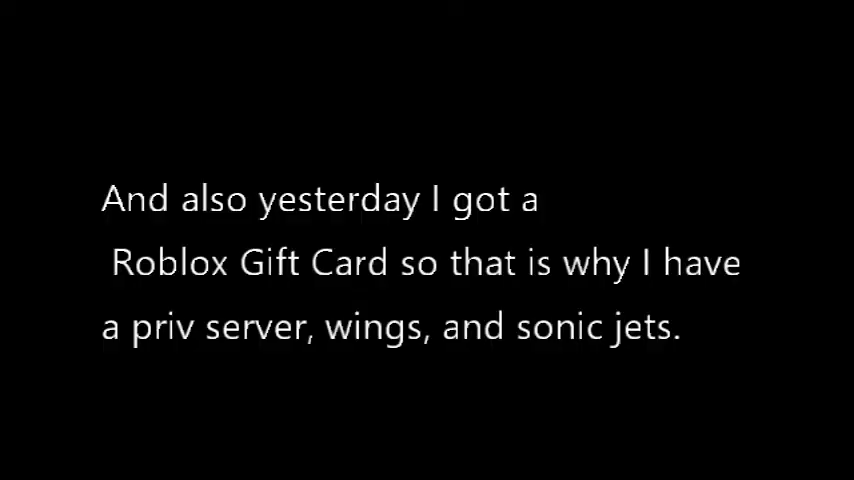 And also yesterday I got a
Roblox Gift Card so that is why I have
a priv server, wings, and sonic jets.